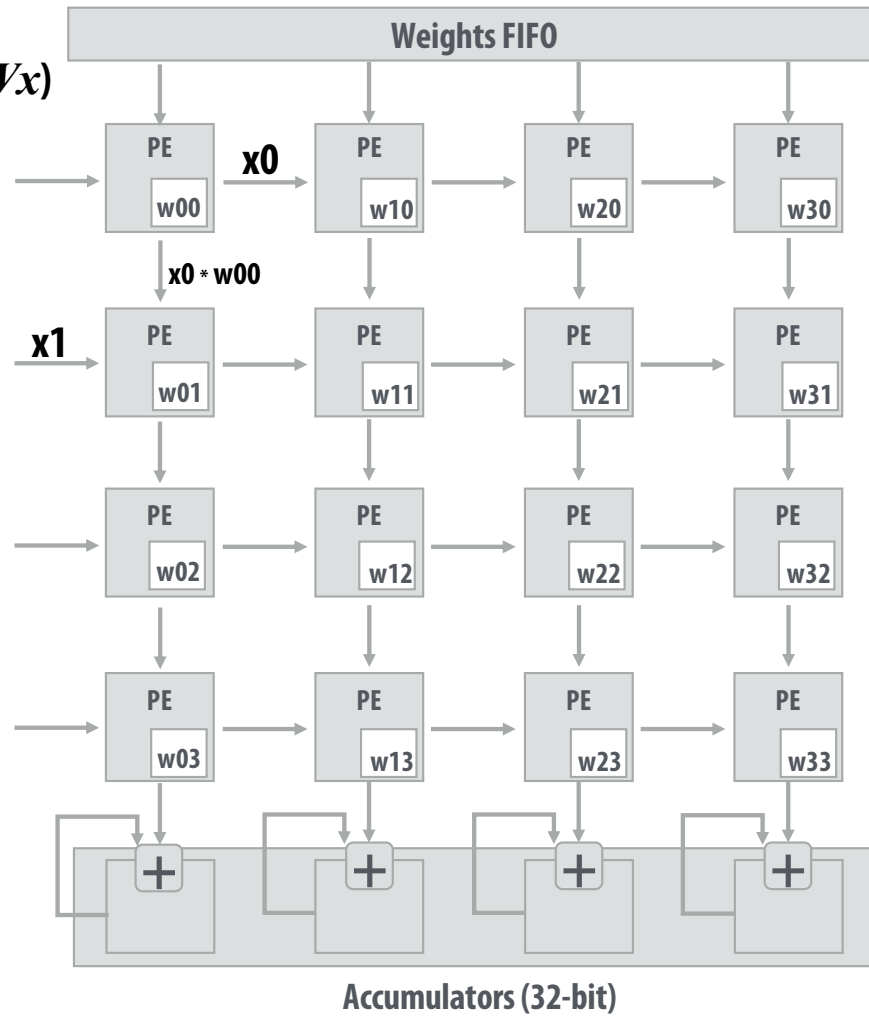 Weights FIFO
Vx)
PE PE PE PE
x0
w00 w10 w20 w30
x0 * w00
PE PE PE PE
x1
w01 w11 w21 w31
PE PE PE PE
w02 w12 w22 w32
PE PE PE PE
w03 w13 w23 w33
+ + + +
Accumulators (32-bit)